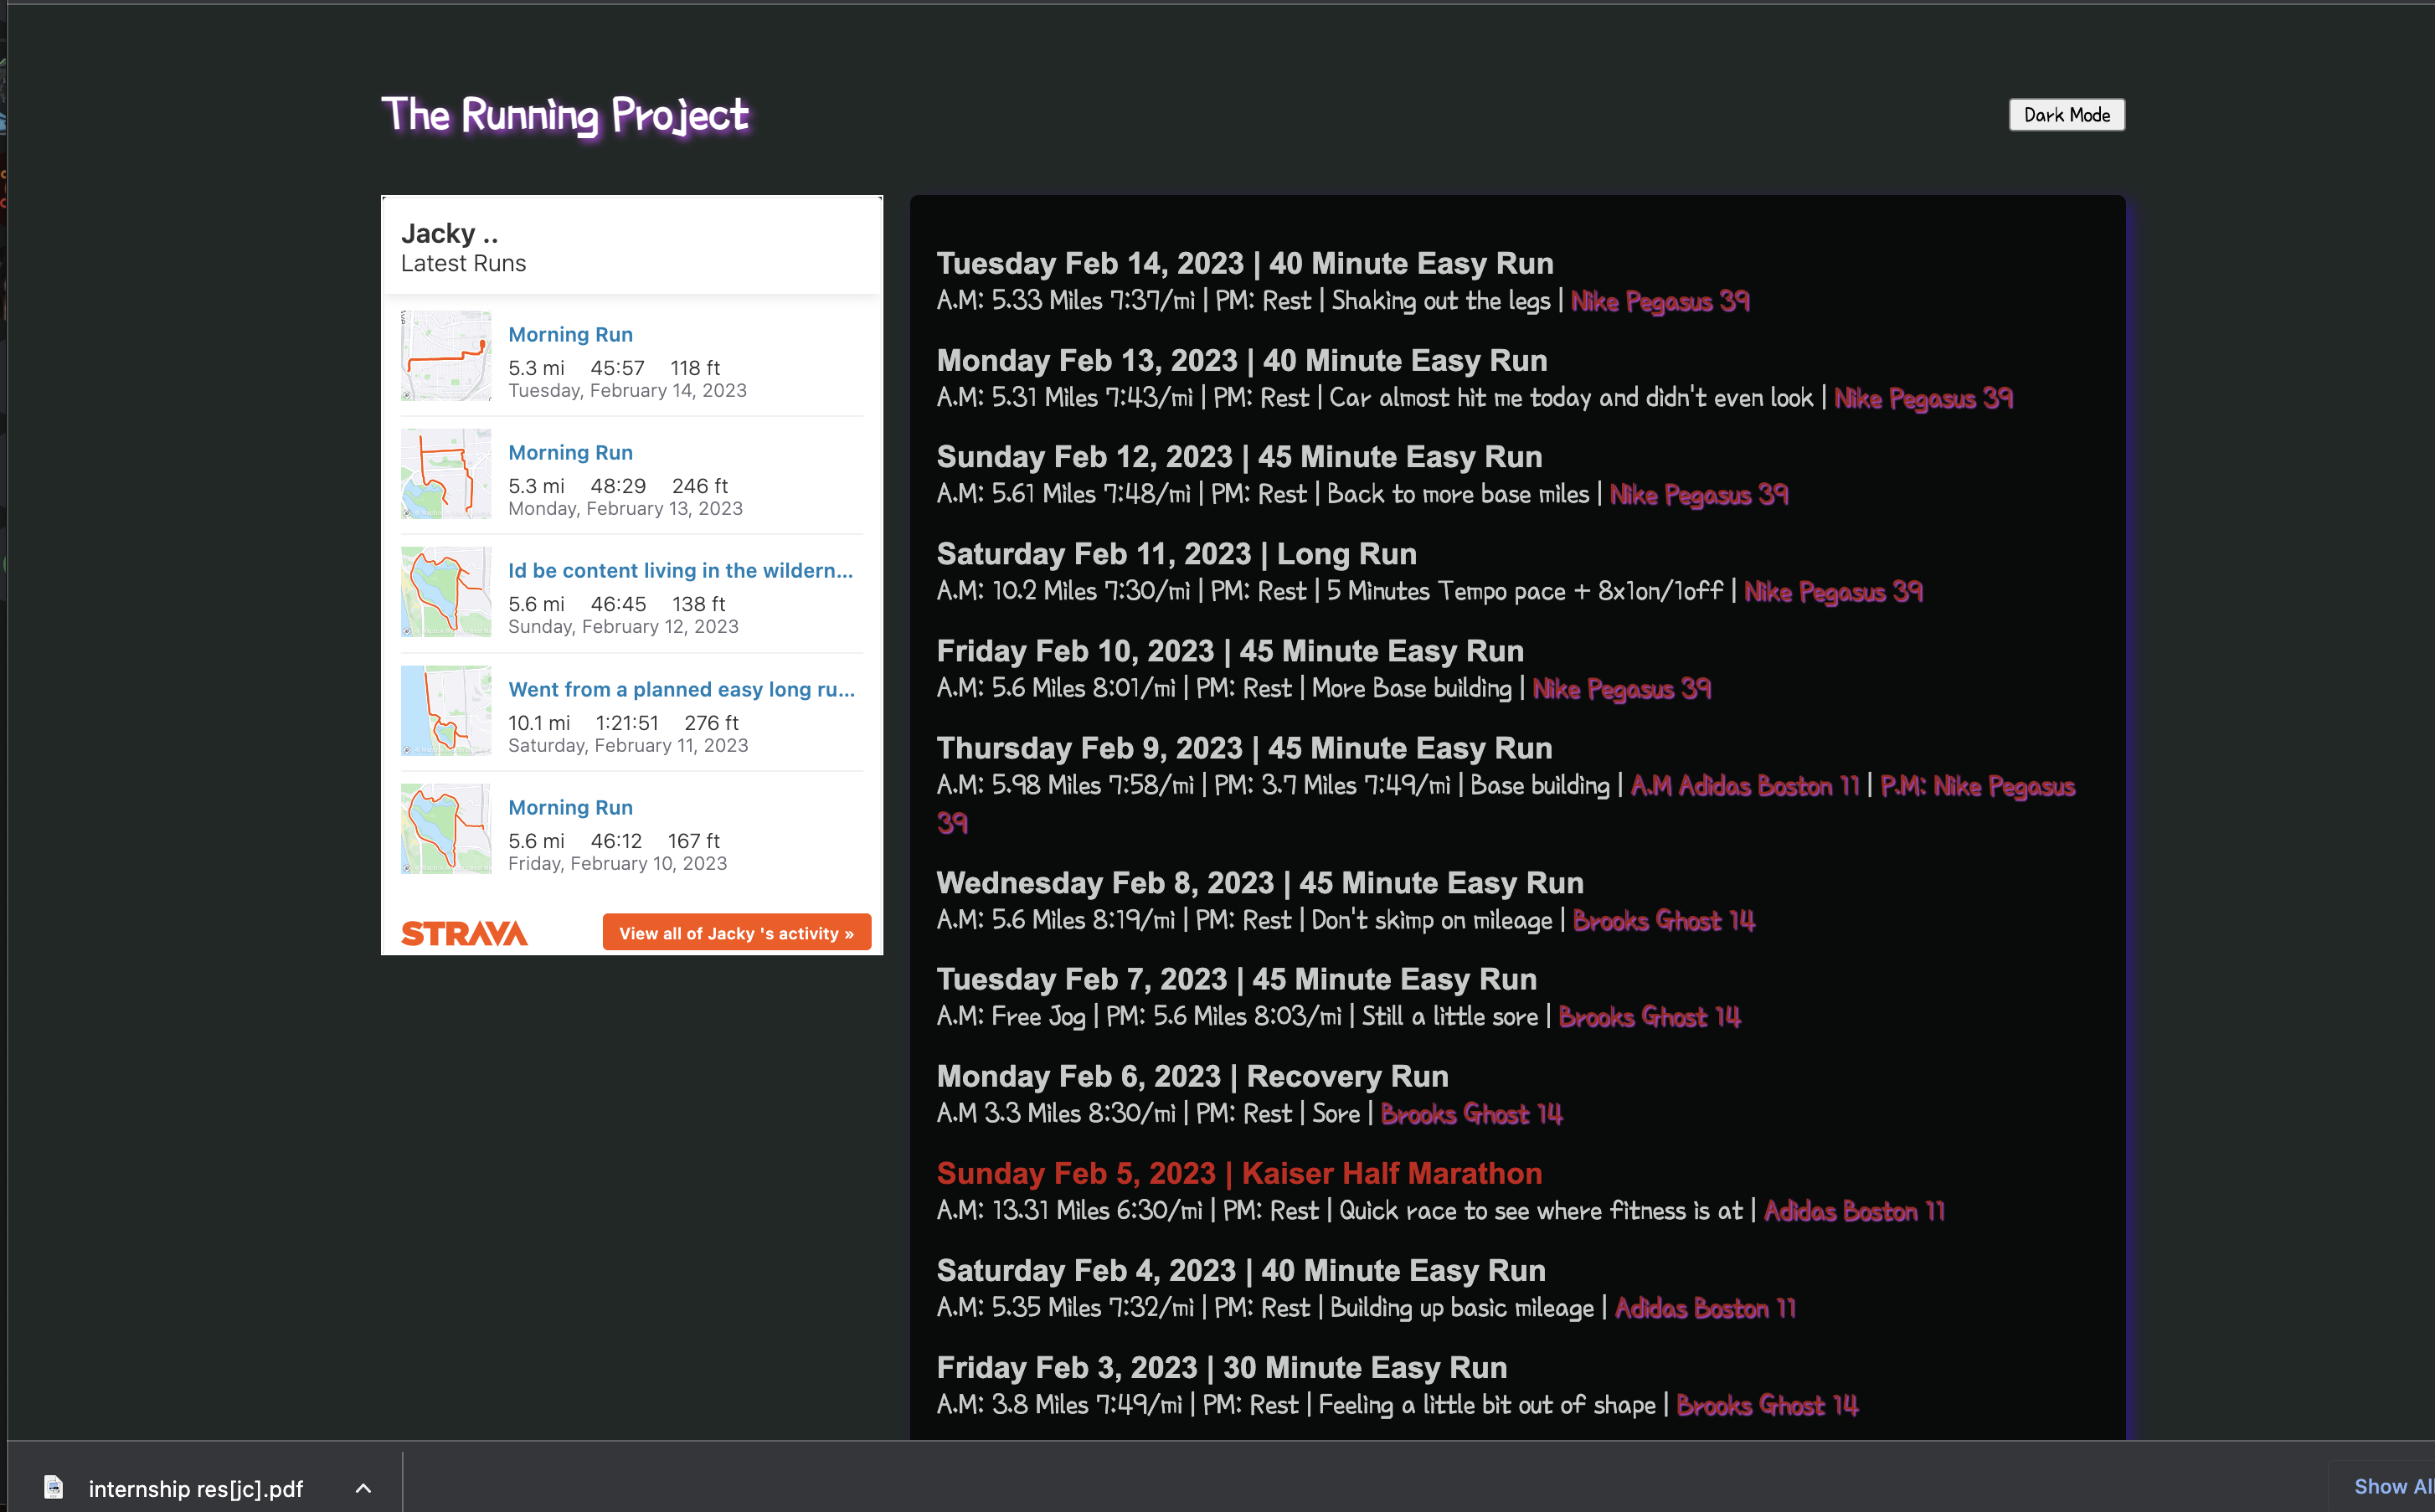 The Running Project
Dark Mode
Jacky ..
Latest Runs
Morning Run
5.3 mi 45:57 118 ft
Tuesday, February 14, 2023
Morning Run
5.3 mi 48:29 246 ft
Monday, February 13, 2023
Id be content living in the wildern...
5.6 mi 46:45 138 ft
Sunday, February 12, 2023
Went from a planned easy long ru...
10.1 mi 1:21:51 276 ft
Saturday, February 11, 2023
Morning Run
5.6 mi 46:12 167 ft
Friday, February 10, 2023
STRAVA
View all of Jacky 's activity »
Tuesday Feb 14, 2023 | 40 Minute Easy Run
A.M: 5.33 Miles 7:37/mi | PM: Rest | Shaking out the legs | Nike Pegasus 39
Monday Feb 13, 2023 | 40 Minute Easy Run
A.M: 5.31 Miles 7:43/mi | PM: Rest | Car almost hit me today and didn't even look | Nike Pegasus 39
Sunday Feb 12, 2023 | 45 Minute Easy Run
A.M: 5.61 Miles 7:48/mi | PM: Rest | Back to more base miles | Nike Pegasus 39
Saturday Feb 11, 2023 | Long Run
A.M: 10.2 Miles 7:30/mi | PM: Rest | 5 Minutes Tempo pace + 8x1on/1off | Nike Pegasus 39
Friday Feb 10, 2023 | 45 Minute Easy Run
A.M: 5.6 Miles 8:01/mi | PM: Rest | More Base building | Nike Pegasus 39
Thursday Feb 9, 2023 | 45 Minute Easy Run
A.M: 5.98 Miles 7:58/mi | PM: 3.7 Miles 7:49/mi | Base building | A.M Adidas Boston 11 | P.M: Nike Pegasus
39
Wednesday Feb 8, 2023 | 45 Minute Easy Run
A.M: 5.6 Miles 8:19/mi | PM: Rest | Don't skimp on mileage | Brooks Ghost 14
Tuesday Feb 7, 2023 | 45 Minute Easy Run
A.M: Free Jog | PM: 5.6 Miles 8:03/mi | Still a little sore | Brooks Ghost 14
Monday Feb 6, 2023 | Recovery Run
A.M 3.3 Miles 8:30/mi | PM: Rest | Sore | Brooks Ghost 14
Sunday Feb 5, 2023 | Kaiser Half Marathon
A.M: 13.31 Miles 6:30/mi | PM: Rest | Quick race to see where fitness is at | Adidas Boston 11
Saturday Feb 4, 2023 | 40 Minute Easy Run
A.M: 5.35 Miles 7:32/mi | PM: Rest | Building up basic mileage | Adidas Boston 11
Friday Feb 3, 2023 | 30 Minute Easy Run
A.M: 3.8 Miles 7:49/mi | PM: Rest | Feeling a little bit out of shape | Brooks Ghost 14
internship res[jc].pdf
Show All